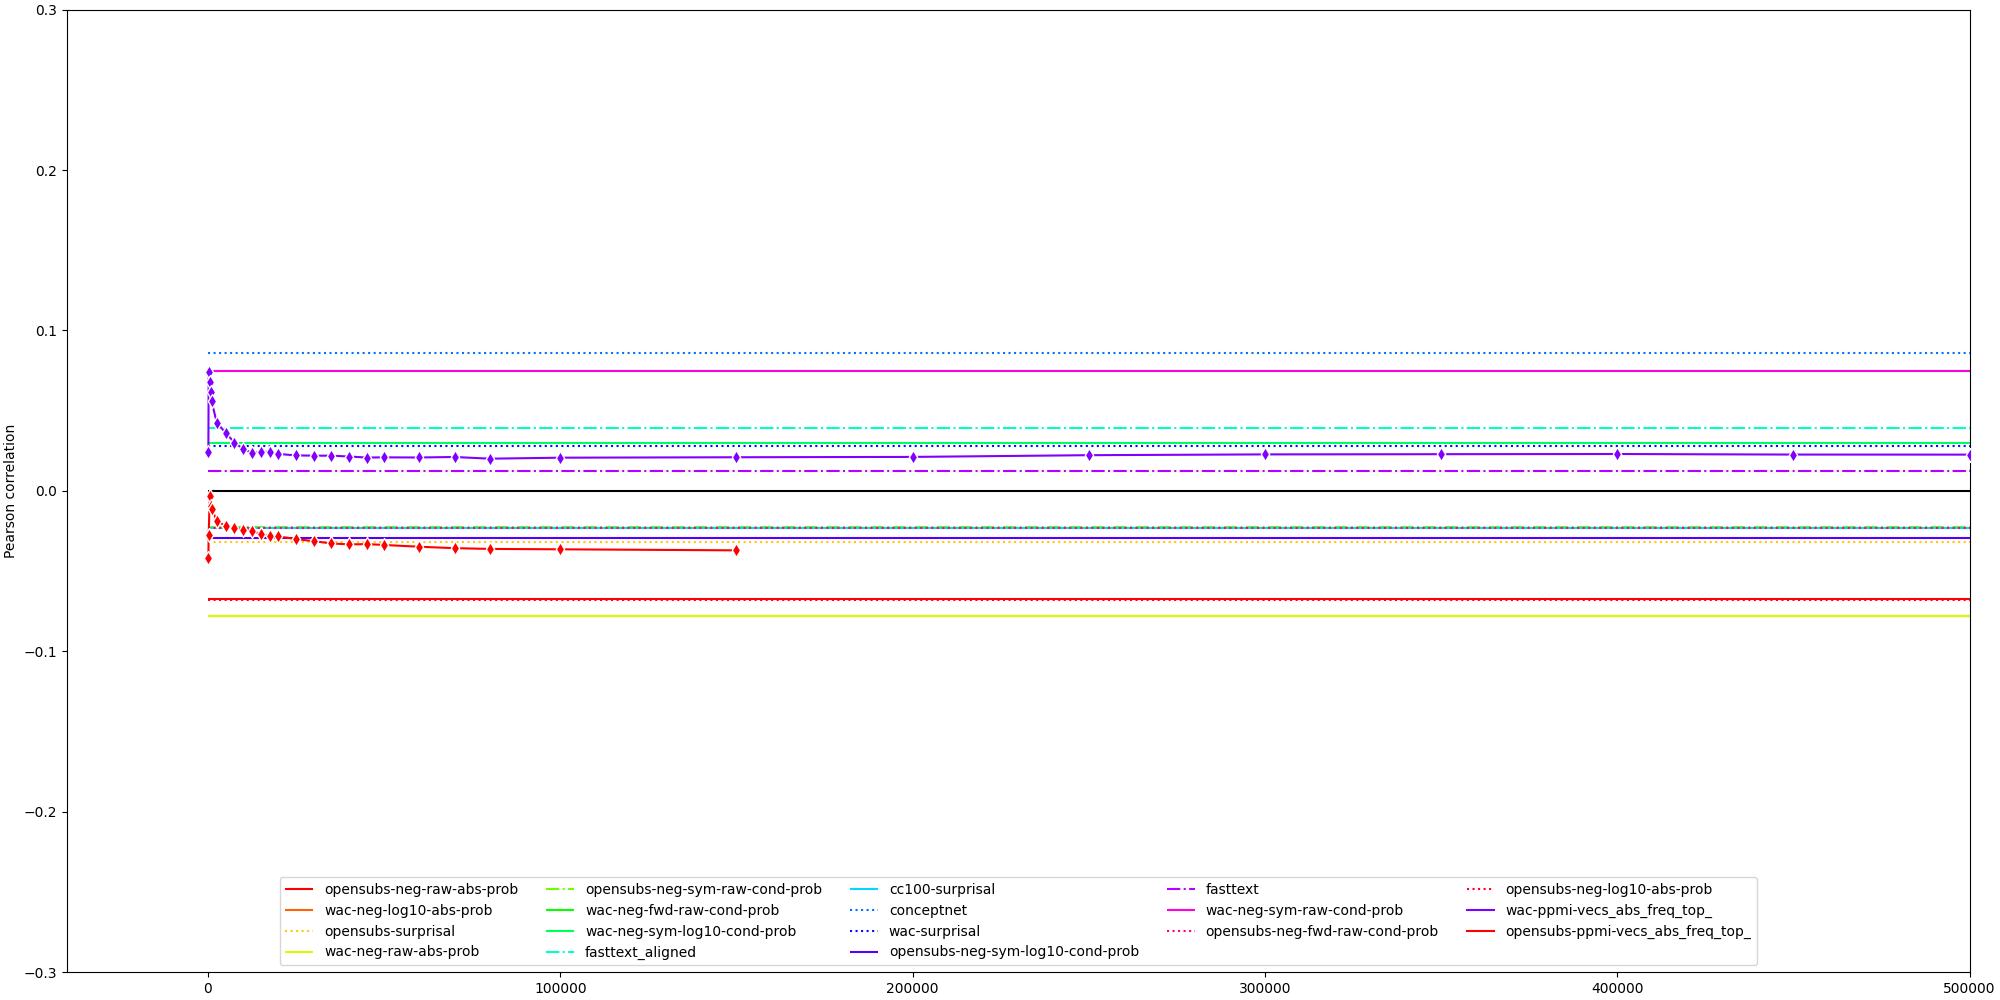 0.3
0.2
0.1
0.0
−0.1
−0.2
−0.3
Pearson correlation
opensubs-neg-raw-abs-prob
wac-neg-log10-abs-prob
opensubs-surprisal
wac-neg-raw-abs-prob
opensubs-neg-sym-raw-cond-prob
wac-neg-fwd-raw-cond-prob
wac-neg-sym-log10-cond-prob
fasttext_aligned
cc100-surprisal
conceptnet
wac-surprisal
opensubs-neg-sym-log10-cond-prob
fasttext
wac-neg-sym-raw-cond-prob
opensubs-neg-fwd-raw-cond-prob
opensubs-neg-log10-abs-prob
wac-ppmi-vecs_abs_freq_top_
opensubs-ppmi-vecs_abs_freq_top_
0 100000 200000 300000 400000 500000